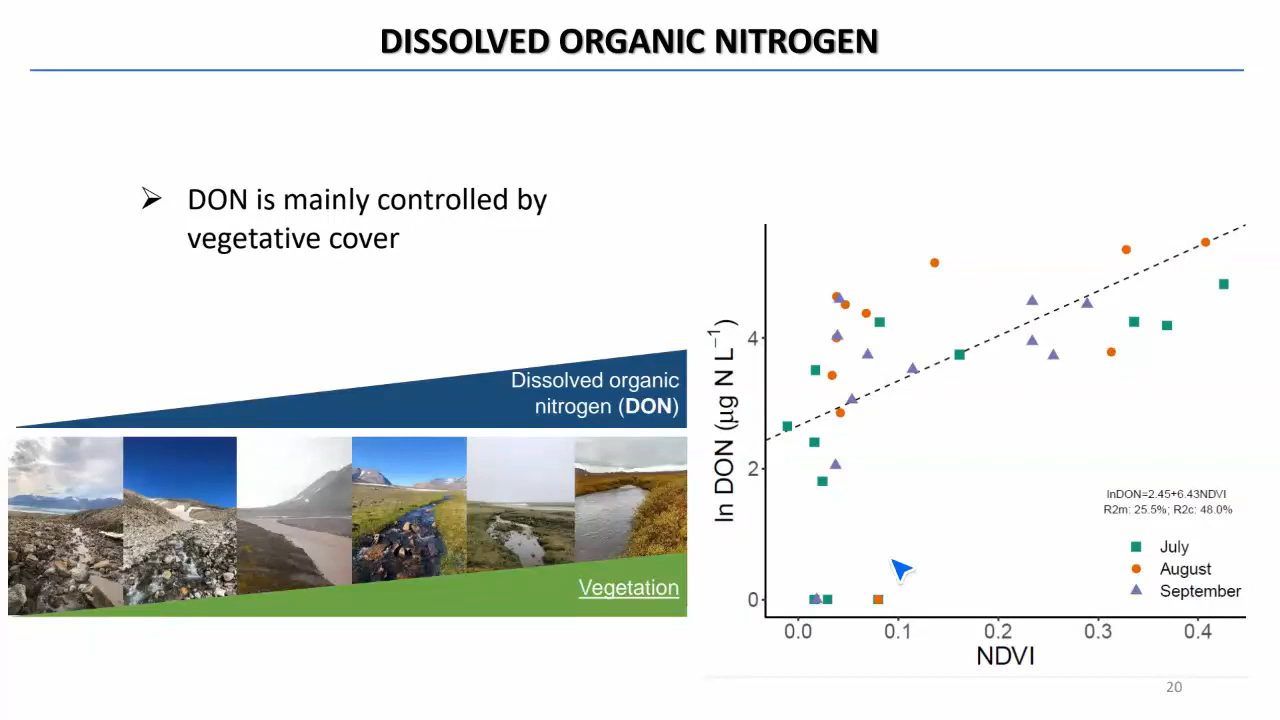 DISSOLVED ORGANIC NITROGEN
➢ DON is mainly controlled by
vegetative cover
Dissolved organic
nitrogen (DON)
Vegetation
ln DON (µg N L⁻¹)
4
2
0
0.0 0.1 0.2 0.3 0.4
NDVI
lnDON=2.45+6.43NDVI
R2m: 25.5%; R2c: 48.0%
July
August
September
20